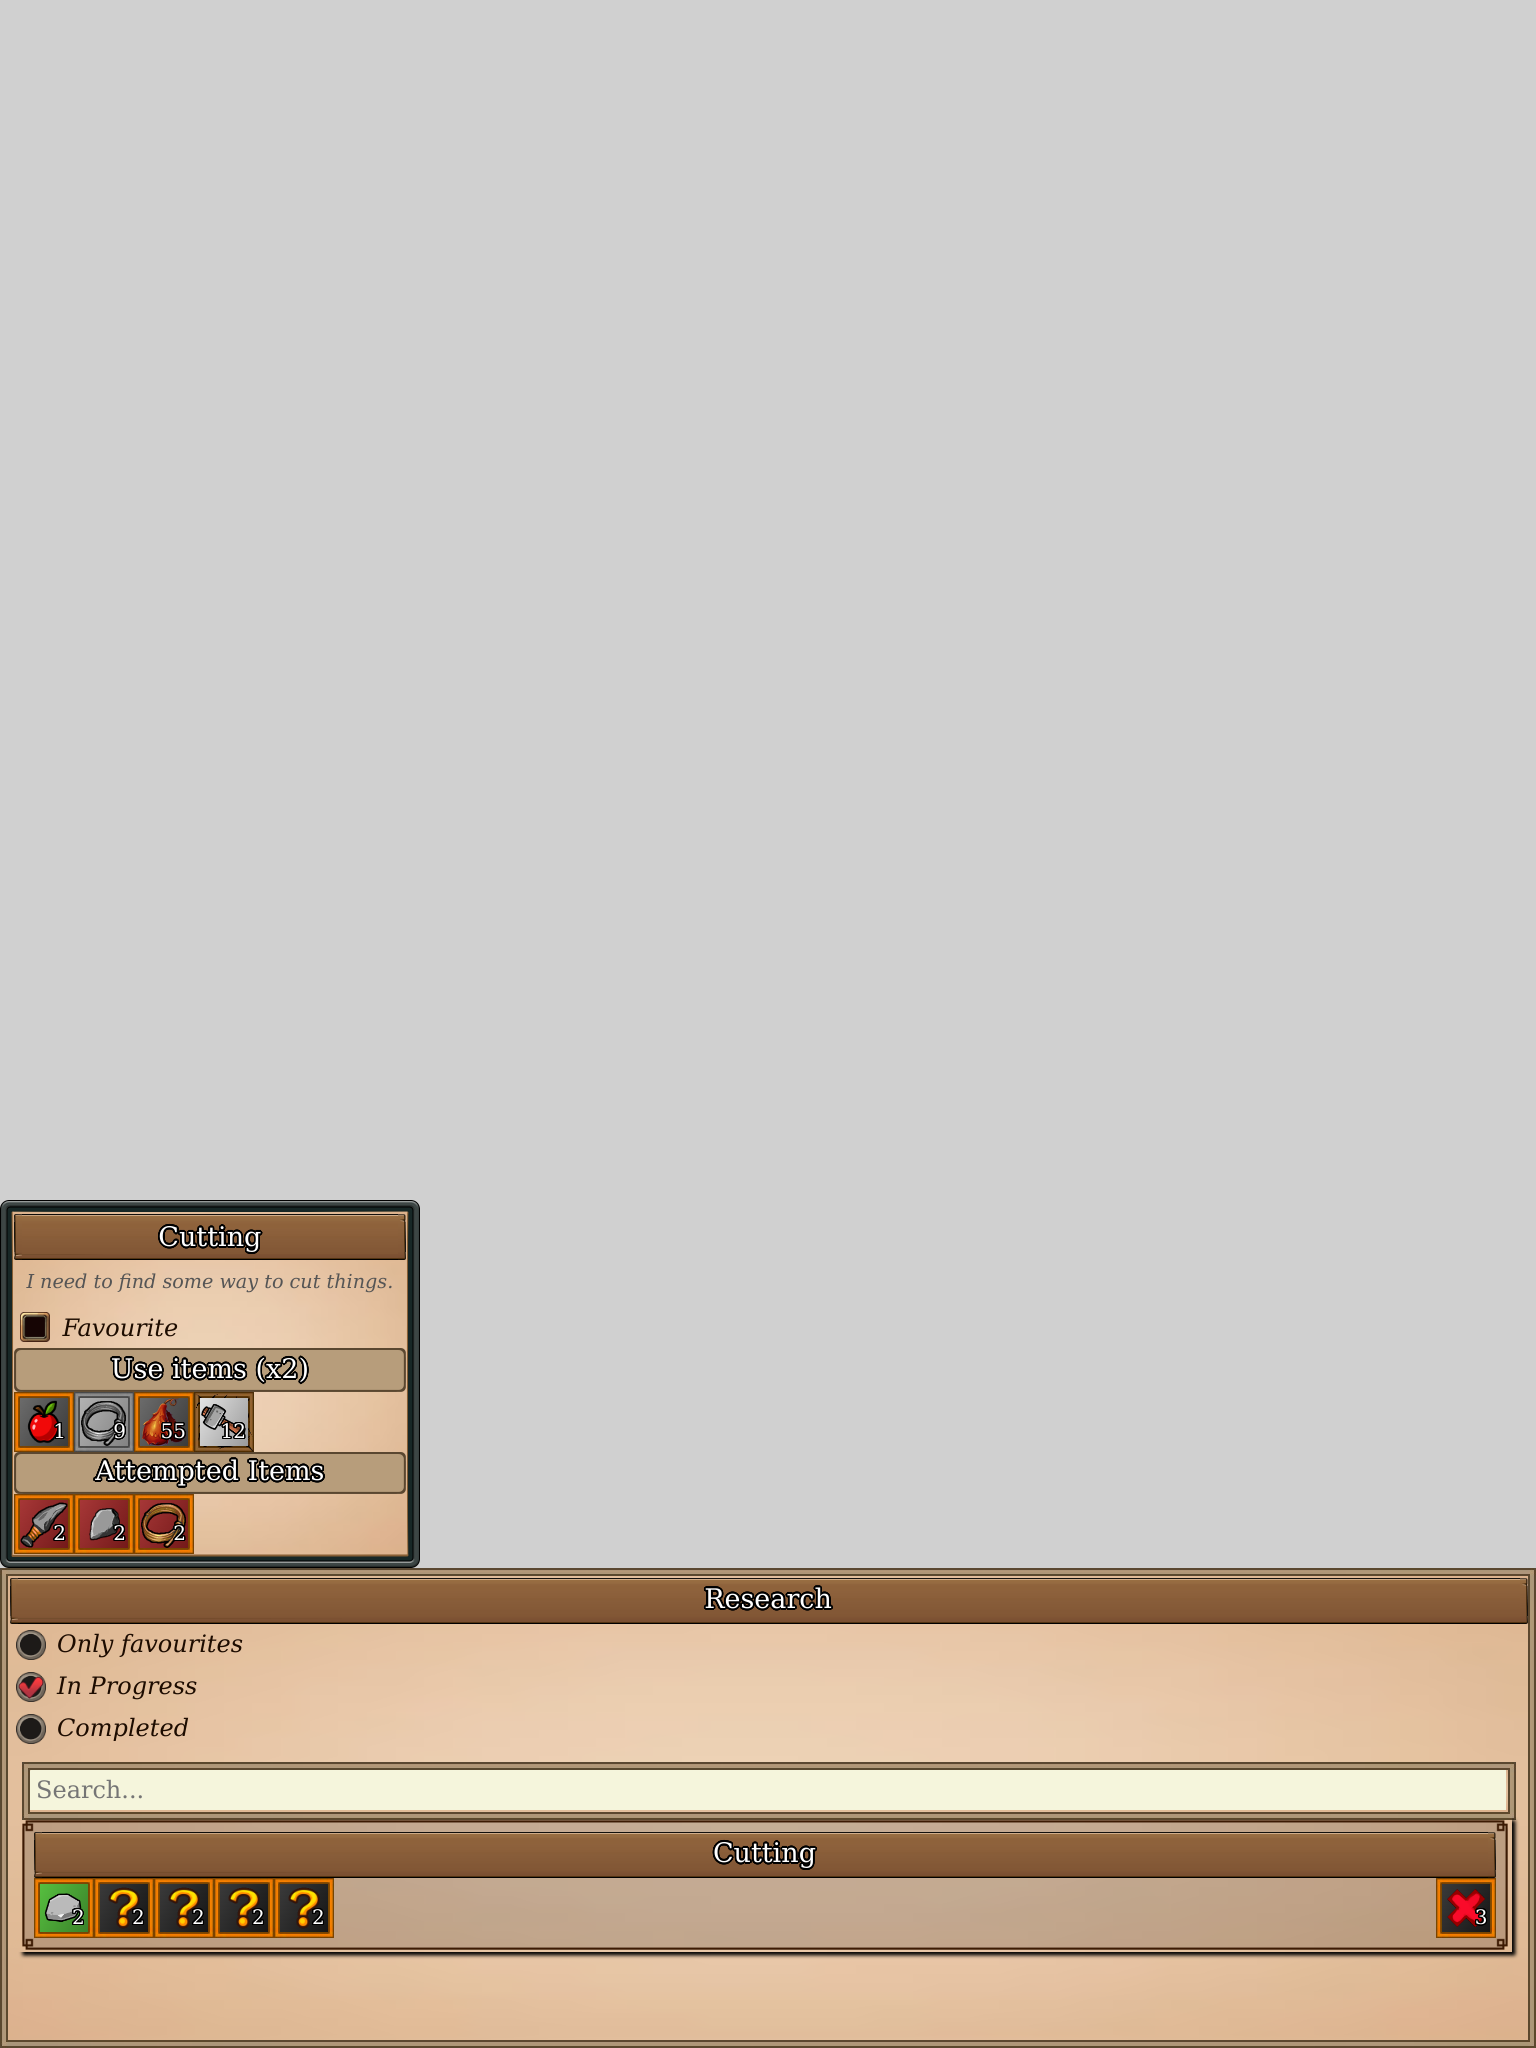 Cutting
I need to find some way to cut things.
Favourite
Use items (x2)
1 9 55 12
Attempted Items
2 2 2
Research
Only favourites
In Progress
Completed
Search...
Cutting
2 ?2 ?2 ?2 ?2 3